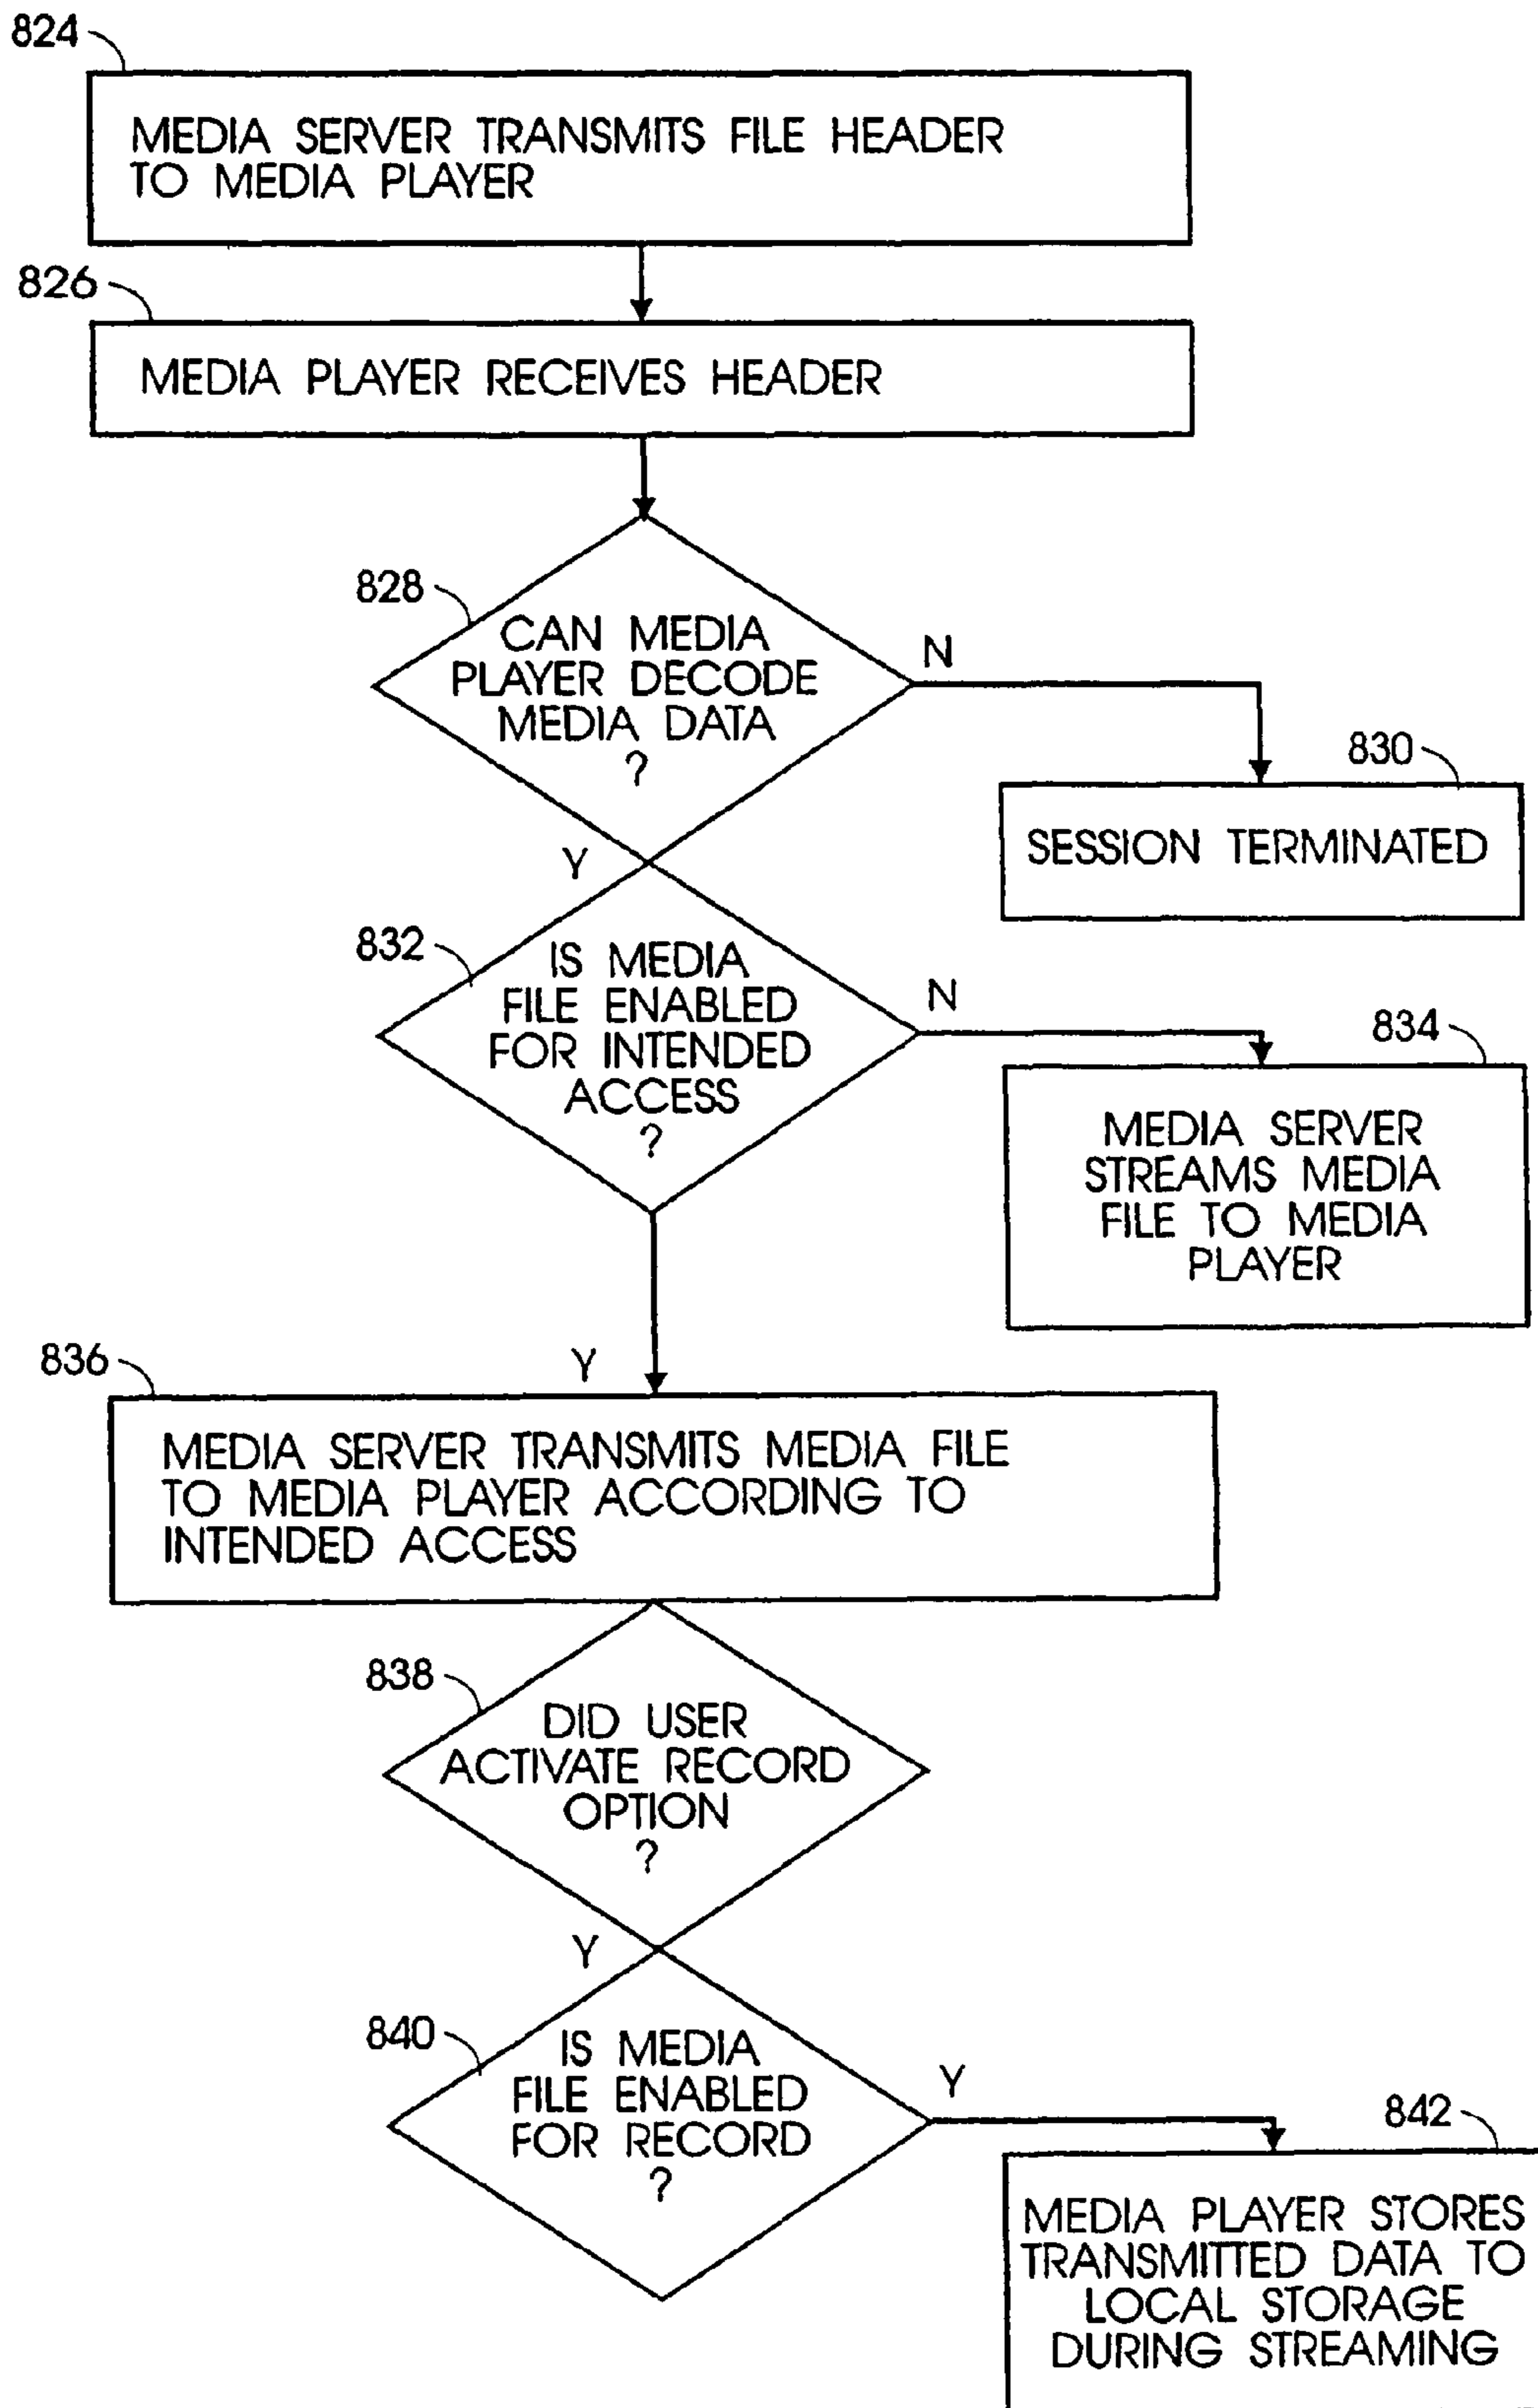 824
MEDIA SERVER TRANSMITS FILE HEADER
TO MEDIA PLAYER
826
MEDIA PLAYER RECEIVES HEADER
828
CAN MEDIA
PLAYER DECODE
MEDIA DATA
?
N
830
SESSION TERMINATED
Y
832
IS MEDIA
FILE ENABLED
FOR INTENDED
ACCESS
?
N
834
MEDIA SERVER
STREAMS MEDIA
FILE TO MEDIA
PLAYER
Y
836
MEDIA SERVER TRANSMITS MEDIA FILE
TO MEDIA PLAYER ACCORDING TO
INTENDED ACCESS
838
DID USER
ACTIVATE RECORD
OPTION
?
Y
840
IS MEDIA
FILE ENABLED
FOR RECORD
?
Y
842
MEDIA PLAYER STORES
TRANSMITTED DATA TO
LOCAL STORAGE
DURING STREAMING